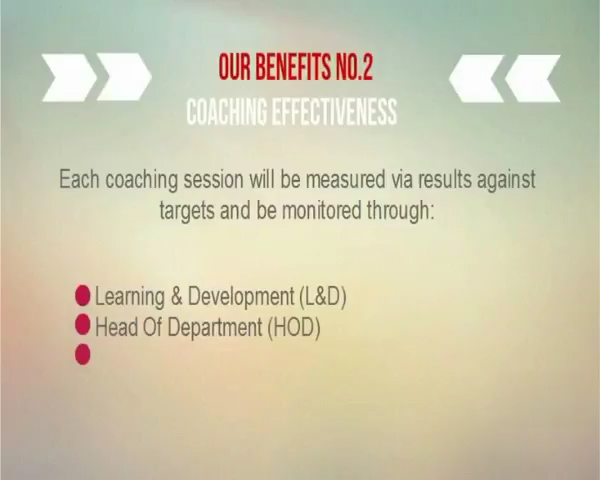 OUR BENEFITS NO.2
COACHING EFFECTIVENESS
Each coaching session will be measured via results against
targets and be monitored through:
Learning & Development (L&D)
Head Of Department (HOD)